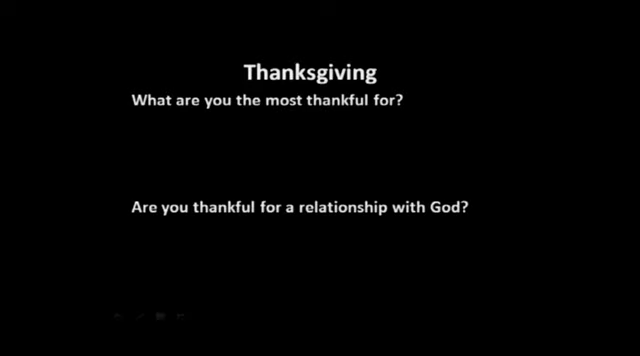 Thanksgiving
What are you the most thankful for?
Are you thankful for a relationship with God?